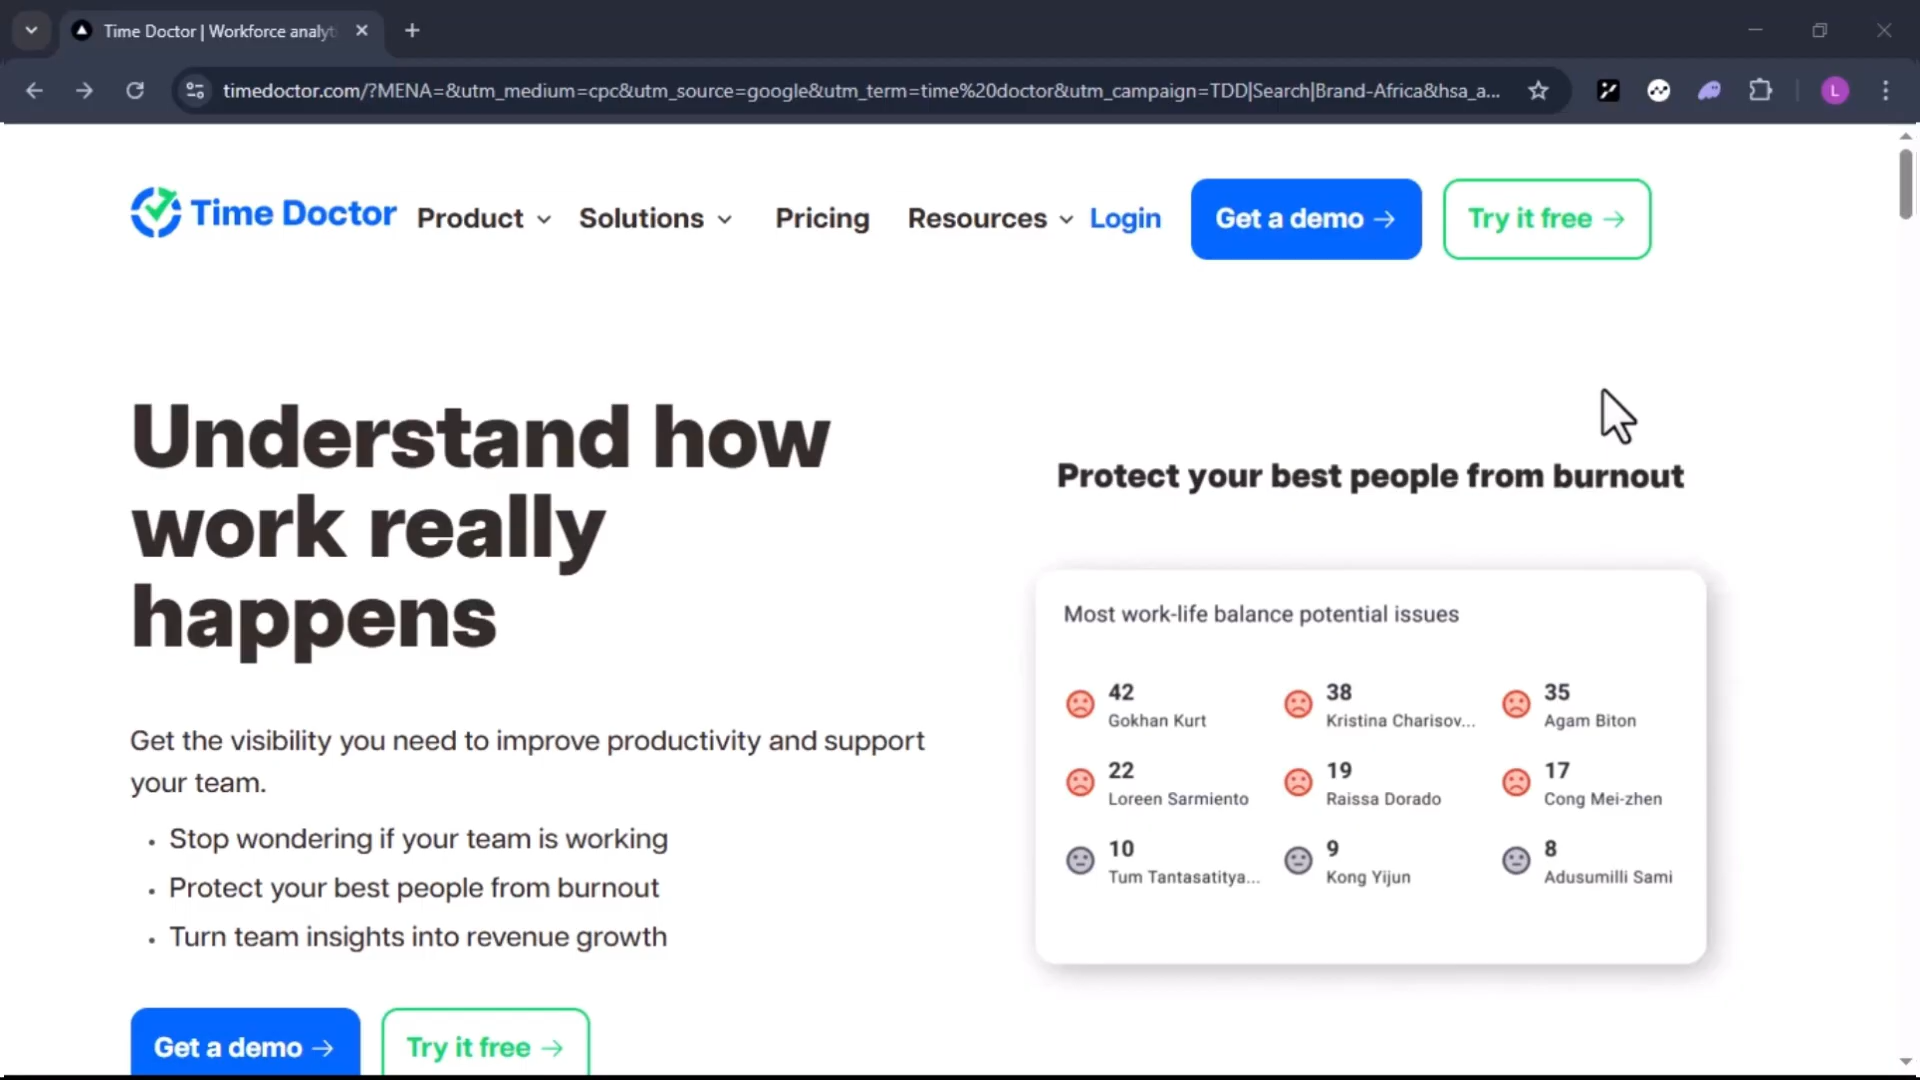 Time Doctor | Workforce analyt
timedoctor.com/?MENA=&utm_medium=cpc&utm_source=google&utm_term=time%20doctor&utm_campaign=TDD|Search|Brand-Africa&hsa_a...
L
Time Doctor
Product
Solutions
Pricing
Resources
Login
Get a demo →
Try it free →
Understand how
work really
happens
Get the visibility you need to improve productivity and support
your team.
• Stop wondering if your team is working
• Protect your best people from burnout
• Turn team insights into revenue growth
Get a demo →
Try it free →
Protect your best people from burnout
Most work-life balance potential issues
42
Gokhan Kurt
38
Kristina Charisov...
35
Agam Biton
22
Loreen Sarmiento
19
Raissa Dorado
17
Cong Mei-zhen
10
Tum Tantasatitya...
9
Kong Yijun
8
Adusumilli Sami